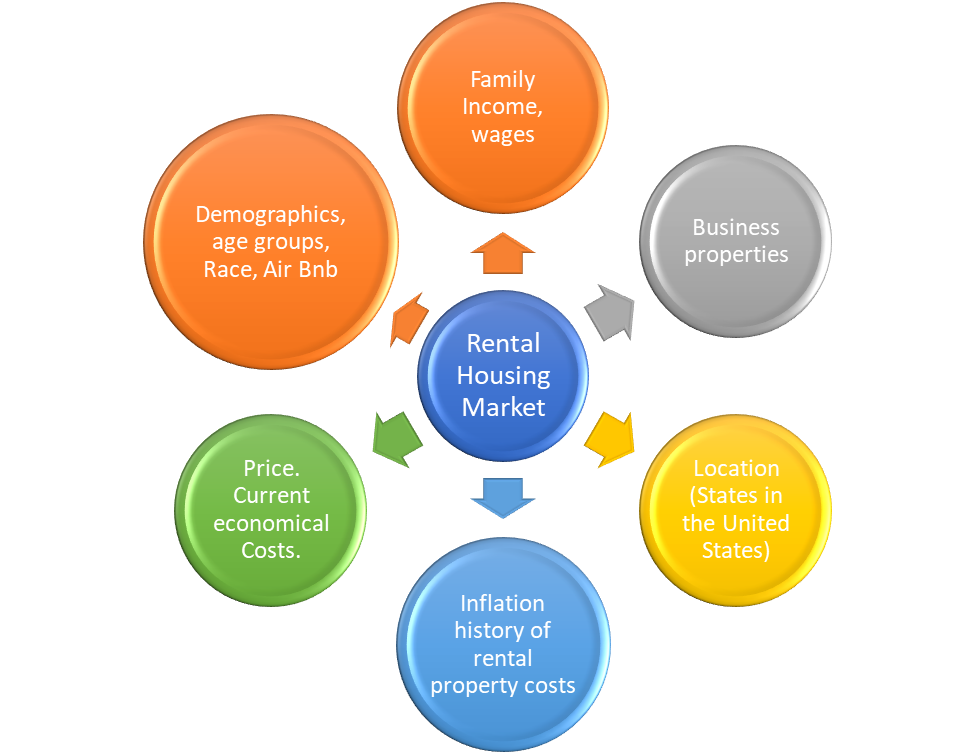 Family
Income,
wages
Demographics,
age groups,
Race, Air Bnb
Business
properties
Rental
Housing
Market
Price.
Current
economical
Costs.
Location
(States in
the United
States)
Inflation
history of
rental
property costs